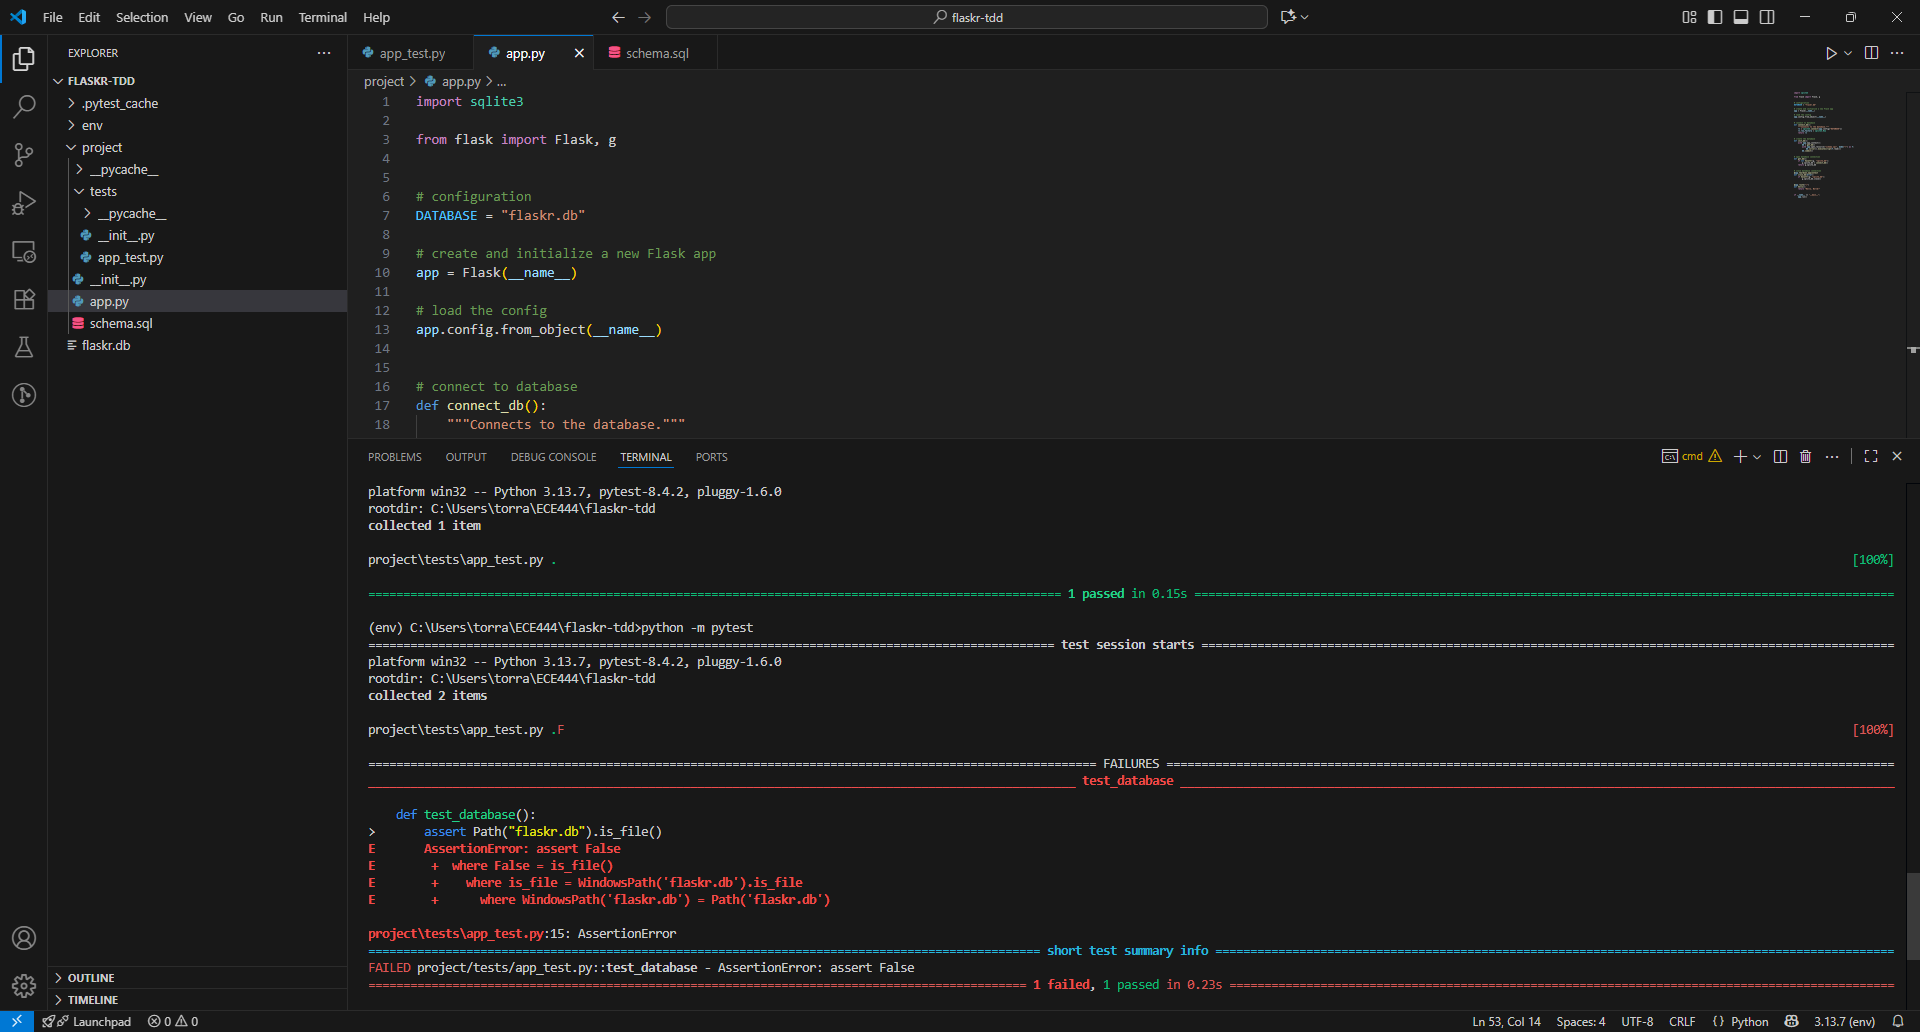 File Edit Selection View Go Run Terminal Help
flaskr-tdd
EXPLORER
FLASKR-TDD
.pytest_cache
env
project
__pycache__
tests
__pycache__
__init__.py
app_test.py
__init__.py
app.py
schema.sql
flaskr.db
OUTLINE
TIMELINE
app_test.py app.py schema.sql
project > app.py > ...
1 import sqlite3
2
3 from flask import Flask, g
4
5
6 # configuration
7 DATABASE = "flaskr.db"
8
9 # create and initialize a new Flask app
10 app = Flask(__name__)
11
12 # load the config
13 app.config.from_object(__name__)
14
15
16 # connect to database
17 def connect_db():
18 """Connects to the database."""
PROBLEMS OUTPUT DEBUG CONSOLE TERMINAL PORTS
cmd
platform win32 -- Python 3.13.7, pytest-8.4.2, pluggy-1.6.0
rootdir: C:\Users\torra\ECE444\flaskr-tdd
collected 1 item
project\tests\app_test.py . [100%]
1 passed in 0.15s
(env) C:\Users\torra\ECE444\flaskr-tdd>python -m pytest
test session starts
platform win32 -- Python 3.13.7, pytest-8.4.2, pluggy-1.6.0
rootdir: C:\Users\torra\ECE444\flaskr-tdd
collected 2 items
project\tests\app_test.py .F [100%]
FAILURES
test_database
def test_database():
> assert Path("flaskr.db").is_file()
E AssertionError: assert False
E + where False = is_file()
E + where is_file = WindowsPath('flaskr.db').is_file
E + where WindowsPath('flaskr.db') = Path('flaskr.db')
project\tests\app_test.py:15: AssertionError
short test summary info
FAILED project/tests/app_test.py::test_database - AssertionError: assert False
1 failed, 1 passed in 0.23s
Launchpad 0 0 Ln 53, Col 14 Spaces: 4 UTF-8 CRLF {} Python 3.13.7 (env)